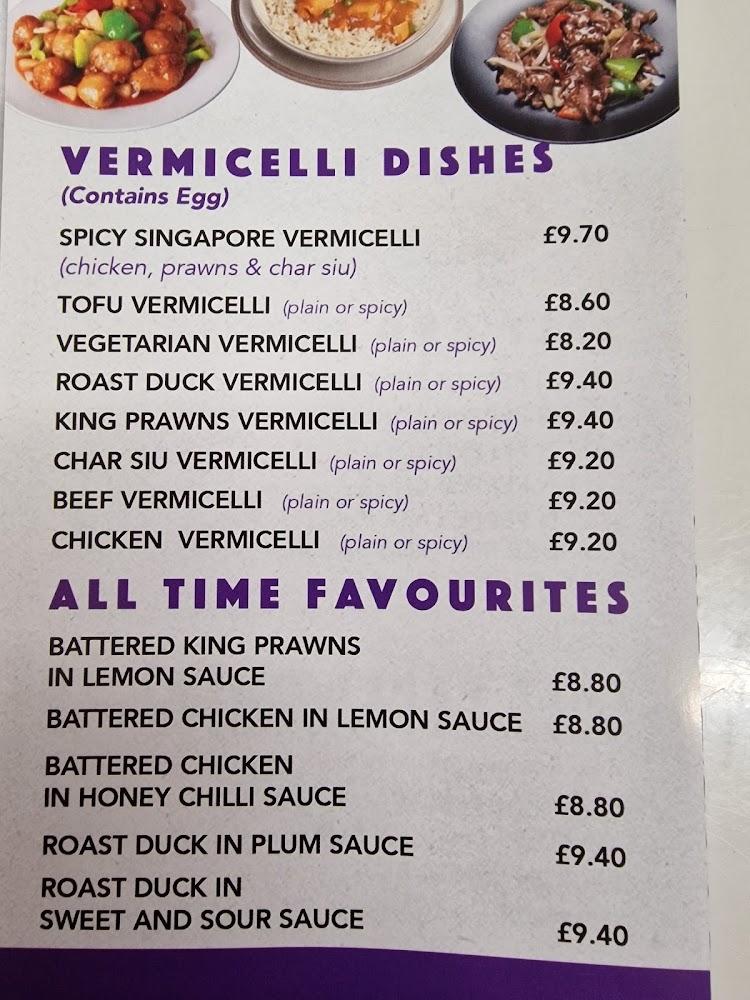 VERMICELLI DISHES
(Contains Egg)
SPICY SINGAPORE VERMICELLI £9.70
(chicken, prawns & char siu)
TOFU VERMICELLI (plain or spicy) £8.60
VEGETARIAN VERMICELLI (plain or spicy) £8.20
ROAST DUCK VERMICELLI (plain or spicy) £9.40
KING PRAWNS VERMICELLI (plain or spicy) £9.40
CHAR SIU VERMICELLI (plain or spicy) £9.20
BEEF VERMICELLI (plain or spicy) £9.20
CHICKEN VERMICELLI (plain or spicy) £9.20
ALL TIME FAVOURITES
BATTERED KING PRAWNS
IN LEMON SAUCE £8.80
BATTERED CHICKEN IN LEMON SAUCE £8.80
BATTERED CHICKEN
IN HONEY CHILLI SAUCE £8.80
ROAST DUCK IN PLUM SAUCE £9.40
ROAST DUCK IN
SWEET AND SOUR SAUCE £9.40